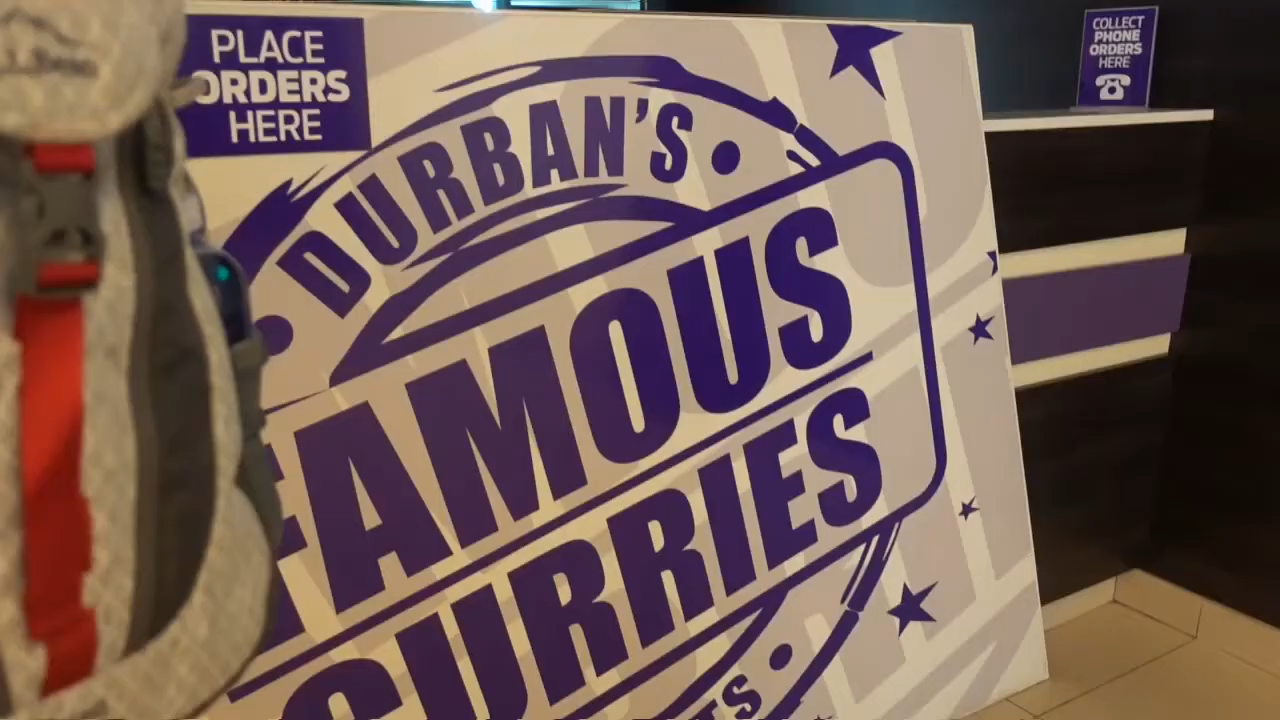 PLACE
ORDERS
HERE
DURBAN'S
FAMOUS
CURRIES
COLLECT
PHONE
ORDERS
HERE